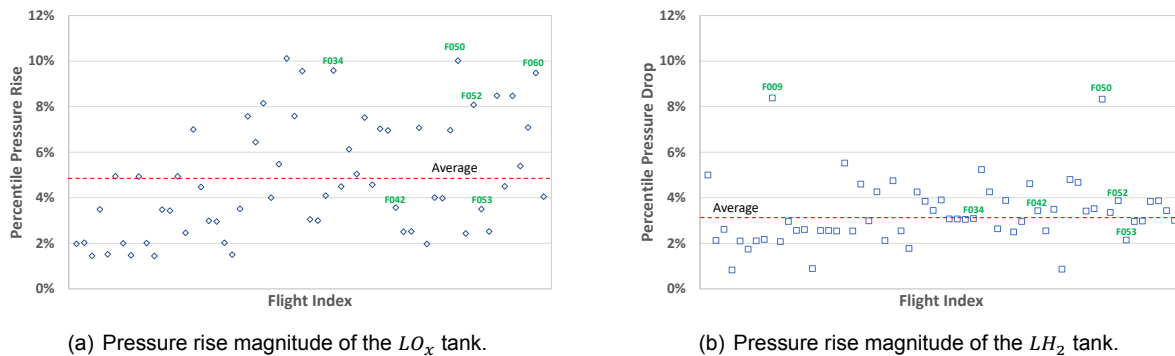 12%
10%
8%
6%
4%
2%
0%
Percentile Pressure Rise
F034
F050
F060
F052
Average
F042
F053
Flight Index
(a) Pressure rise magnitude of the LOₓ tank.
12%
10%
8%
6%
4%
2%
0%
Percentile Pressure Drop
F009
F050
Average
F034
F042
F052
F053
Flight Index
(b) Pressure rise magnitude of the LH₂ tank.